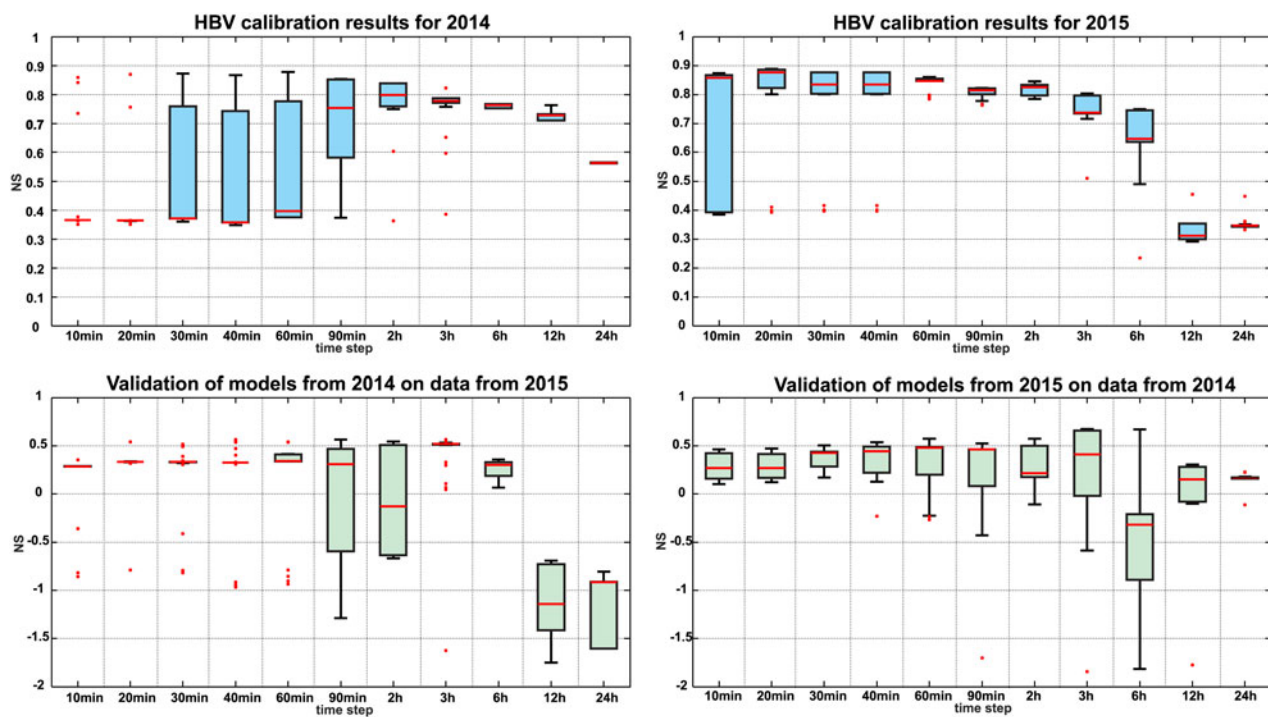 HBV calibration results for 2014
1
0.9
0.8
0.7
0.6
0.5
0.4
0.3
0.2
0.1
0
NS
10min 20min 30min 40min 60min 90min 2h 3h 6h 12h 24h
time step
HBV calibration results for 2015
1
0.9
0.8
0.7
0.6
0.5
0.4
0.3
0.2
0.1
0
NS
10min 20min 30min 40min 60min 90min 2h 3h 6h 12h 24h
time step
Validation of models from 2014 on data from 2015
1
0.5
0
-0.5
-1
-1.5
-2
NS
10min 20min 30min 40min 60min 90min 2h 3h 6h 12h 24h
time step
Validation of models from 2015 on data from 2014
1
0.5
0
-0.5
-1
-1.5
-2
NS
10min 20min 30min 40min 60min 90min 2h 3h 6h 12h 24h
time step